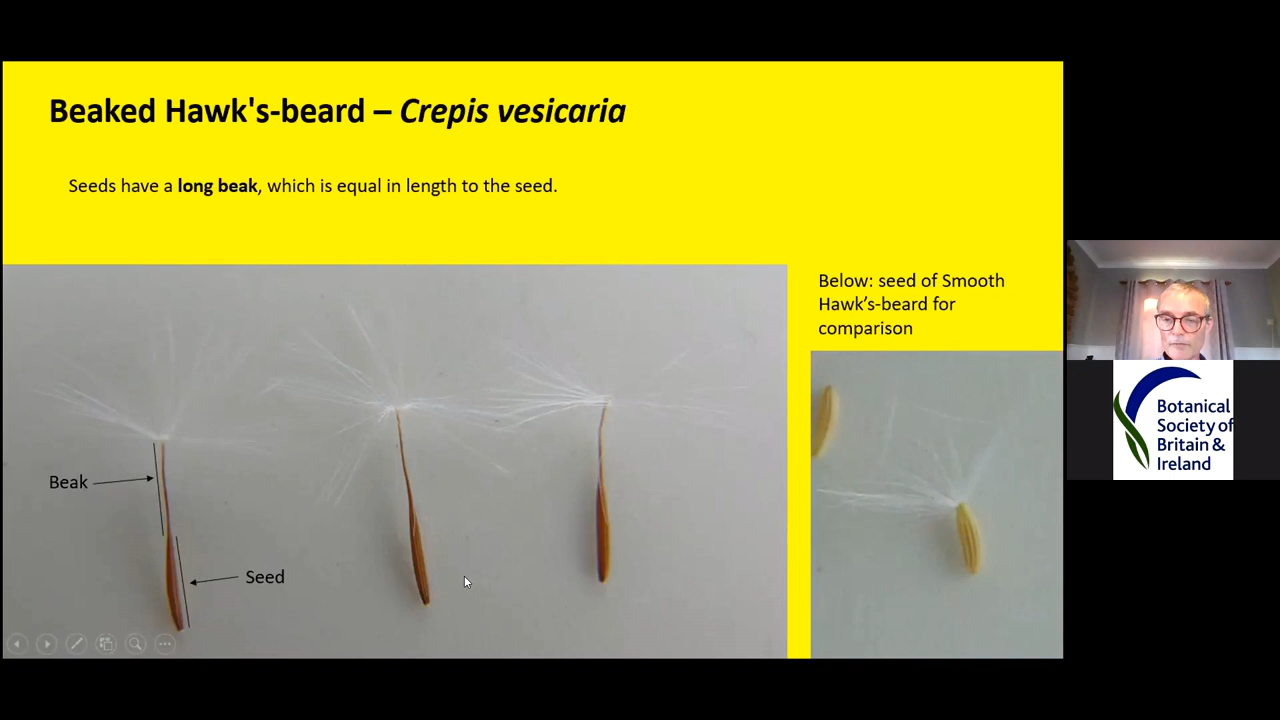 Beaked Hawk's-beard – Crepis vesicaria
Seeds have a long beak, which is equal in length to the seed.
Beak
Seed
Below: seed of Smooth
Hawk’s-beard for
comparison
Botanical
Society of
Britain &
Ireland